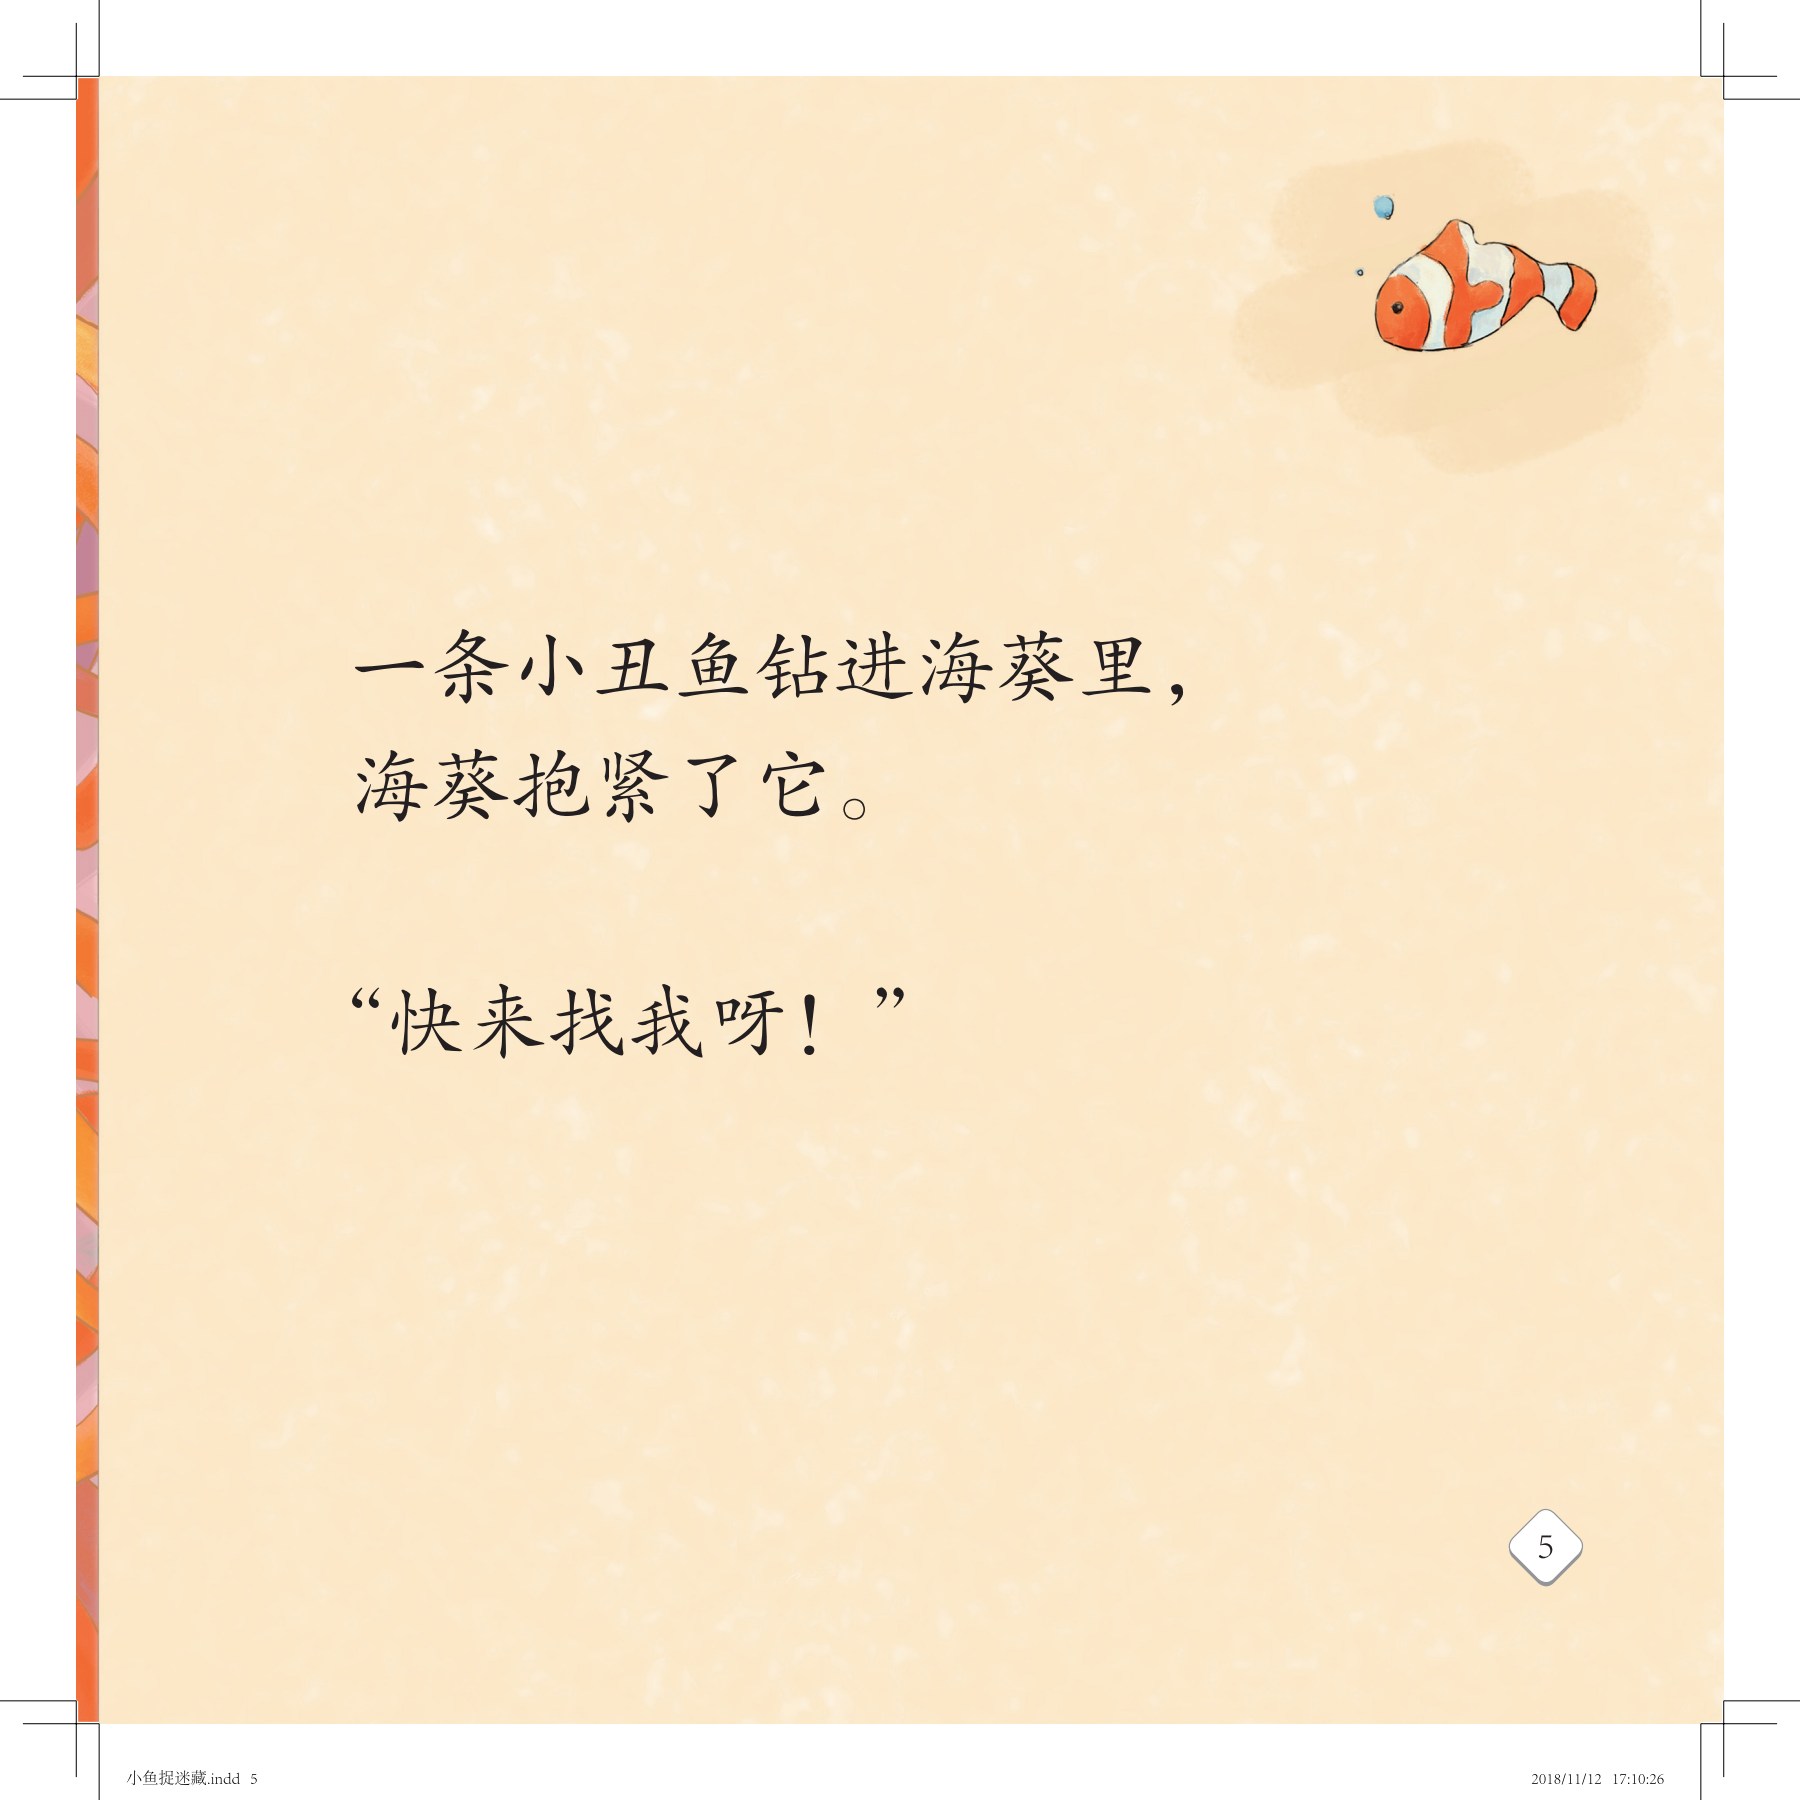 一条小丑鱼钻进海葵里，
海葵抱紧了它。
“快来找我呀！”
5
小鱼捉迷藏.indd 5
2018/11/12 17:10:26